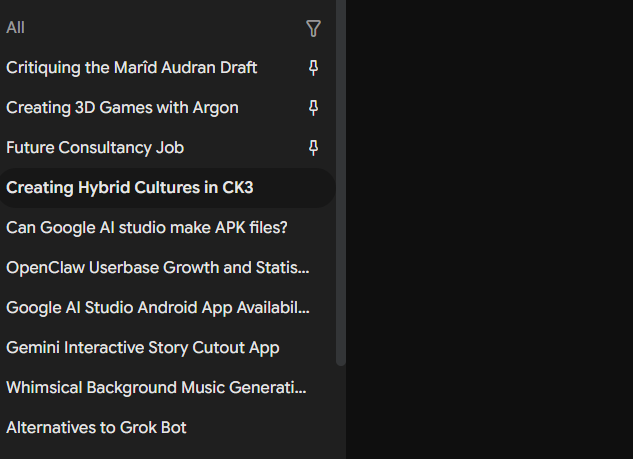 All
Critiquing the Marîd Audran Draft
Creating 3D Games with Argon
Future Consultancy Job
Creating Hybrid Cultures in CK3
Can Google AI studio make APK files?
OpenClaw Userbase Growth and Statis...
Google AI Studio Android App Availabil...
Gemini Interactive Story Cutout App
Whimsical Background Music Generati...
Alternatives to Grok Bot